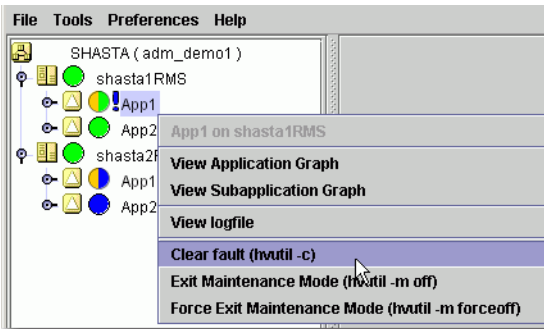 File Tools Preferences Help
SHASTA ( adm_demo1 )
shasta1RMS
App1
App2
App1 on shasta1RMS
shasta2
App1
App2
View Application Graph
View Subapplication Graph
View logfile
Clear fault (hvutil -c)
Exit Maintenance Mode (hvutil -m off)
Force Exit Maintenance Mode (hvutil -m forceoff)